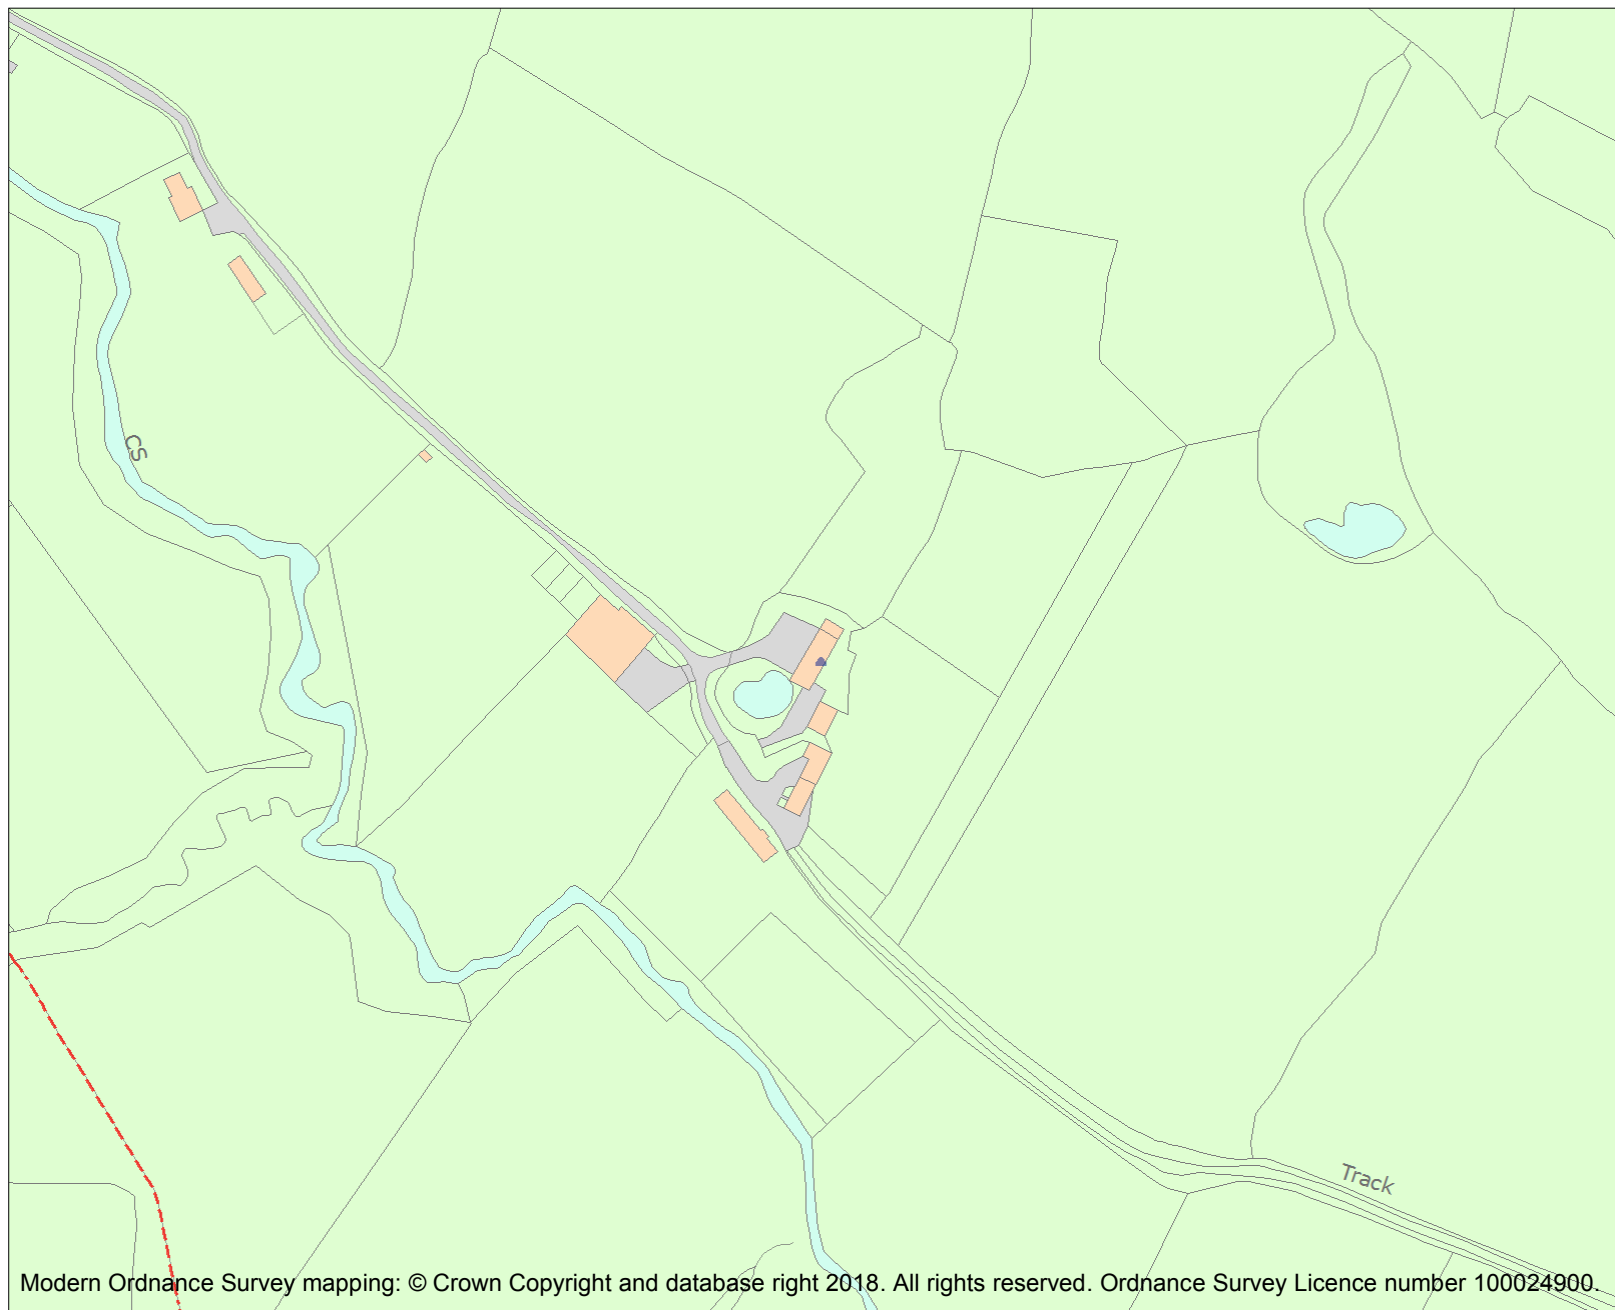 CS
Track
Modern Ordnance Survey mapping: © Crown Copyright and database right 2018. All rights reserved. Ordnance Survey Licence number 100024900.